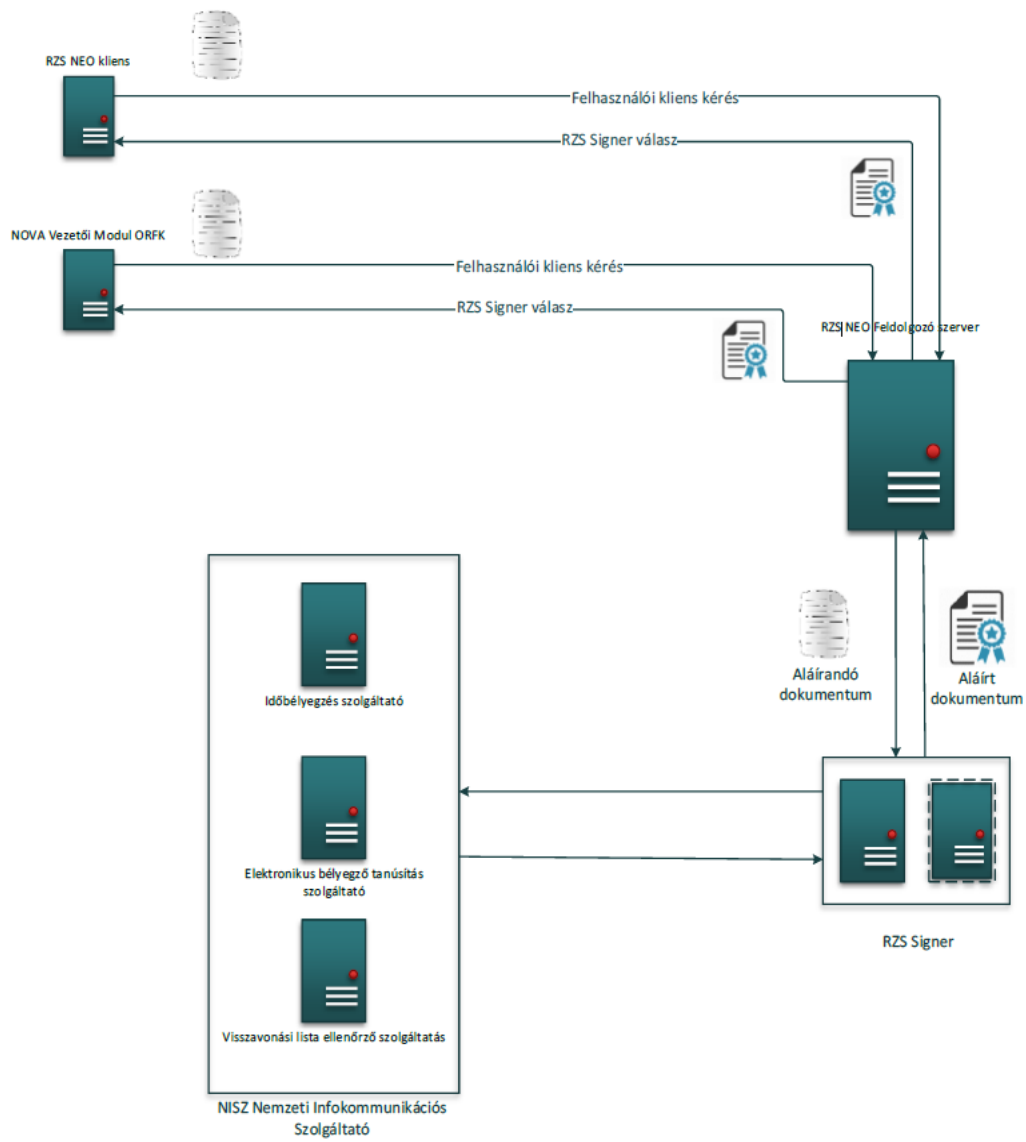 RZS NEO kliens
Felhasználói kliens kérés
RZS Signer válasz
NOVA Vezetői Modul ORFK
Felhasználói kliens kérés
RZS Signer válasz
RZS NEO Feldolgozó szerver
Időbélyegzés szolgáltató
Aláírandó
dokumentum
Aláírt
dokumentum
Elektronikus bélyegző tanúsítás
szolgáltató
RZS Signer
Visszavonási lista ellenőrző szolgáltatás
NISZ Nemzeti Infokommunikációs
Szolgáltató